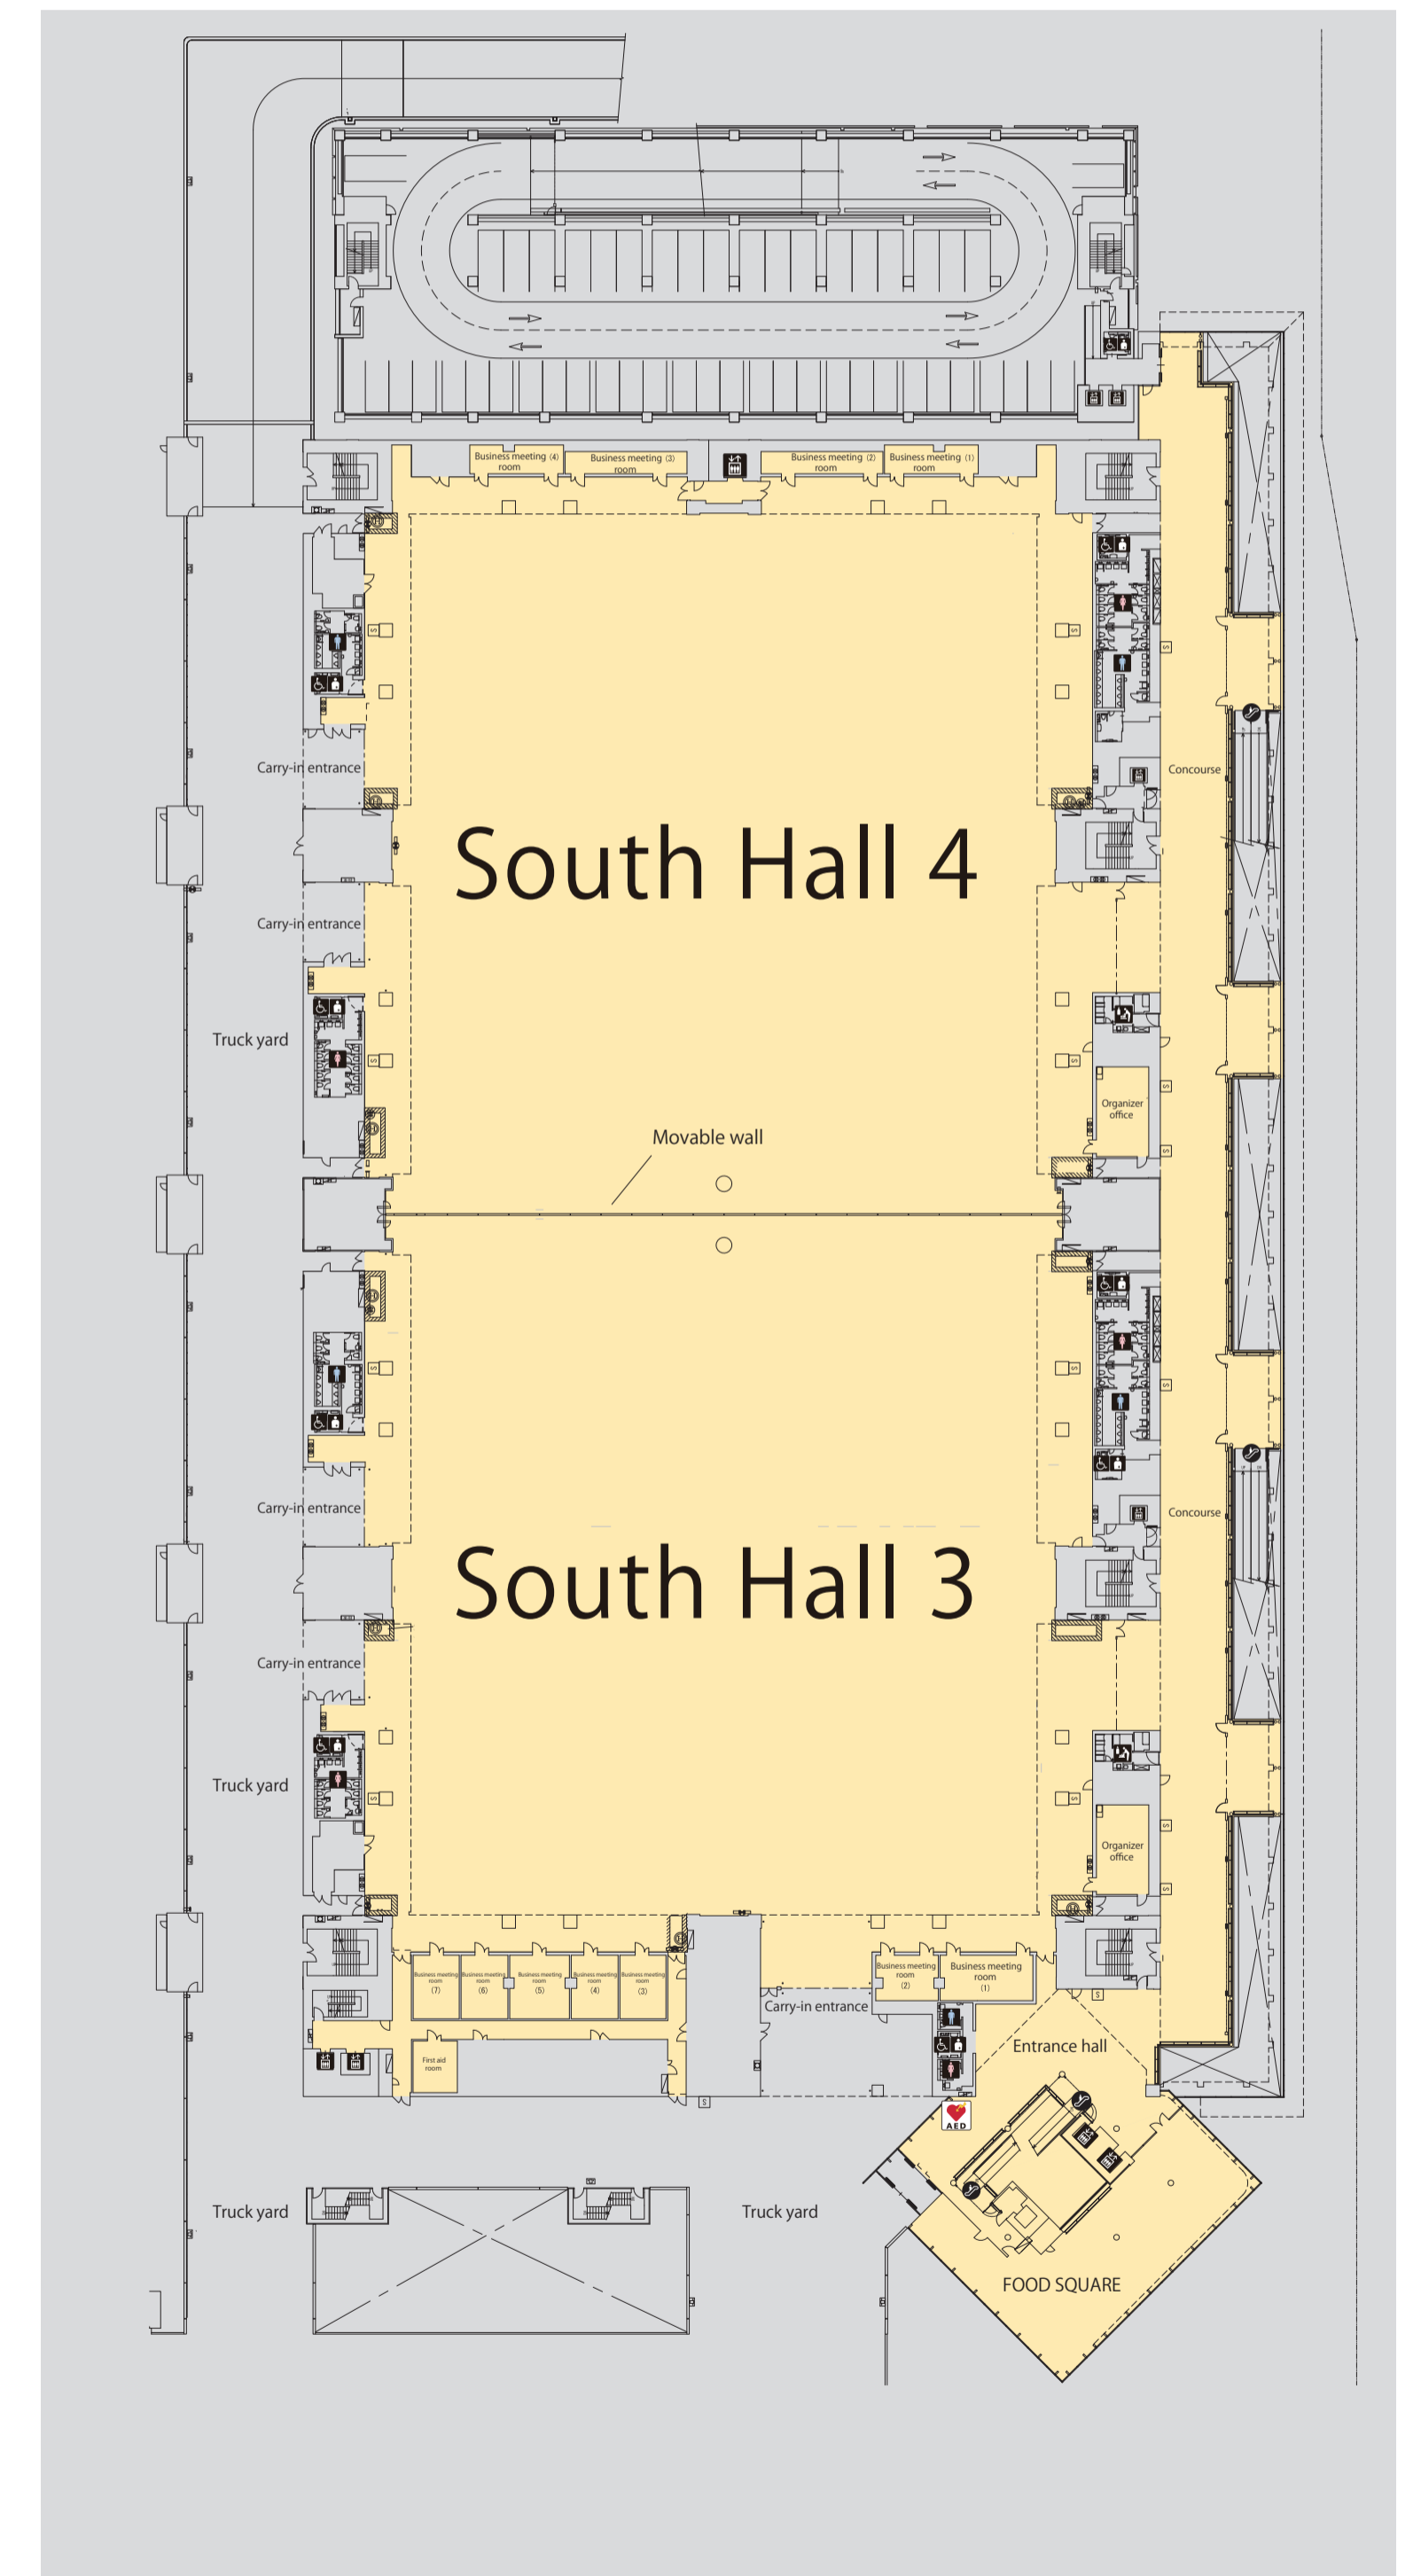 Business meeting (4)
room
Business meeting (3)
room
Business meeting (2)
room
Business meeting (1)
room
Carry-in entrance
Concourse
South Hall 4
Carry-in entrance
Truck yard
Organizer
office
Movable wall
Carry-in entrance
Concourse
South Hall 3
Carry-in entrance
Truck yard
Organizer
office
Business meeting
room
(7)
Business meeting
room
(6)
Business meeting
room
(5)
Business meeting
room
(4)
Business meeting
room
(3)
Business meeting
room
(2)
Business meeting
room
(1)
Carry-in entrance
Entrance hall
First aid
room
AED
Truck yard
Truck yard
FOOD SQUARE